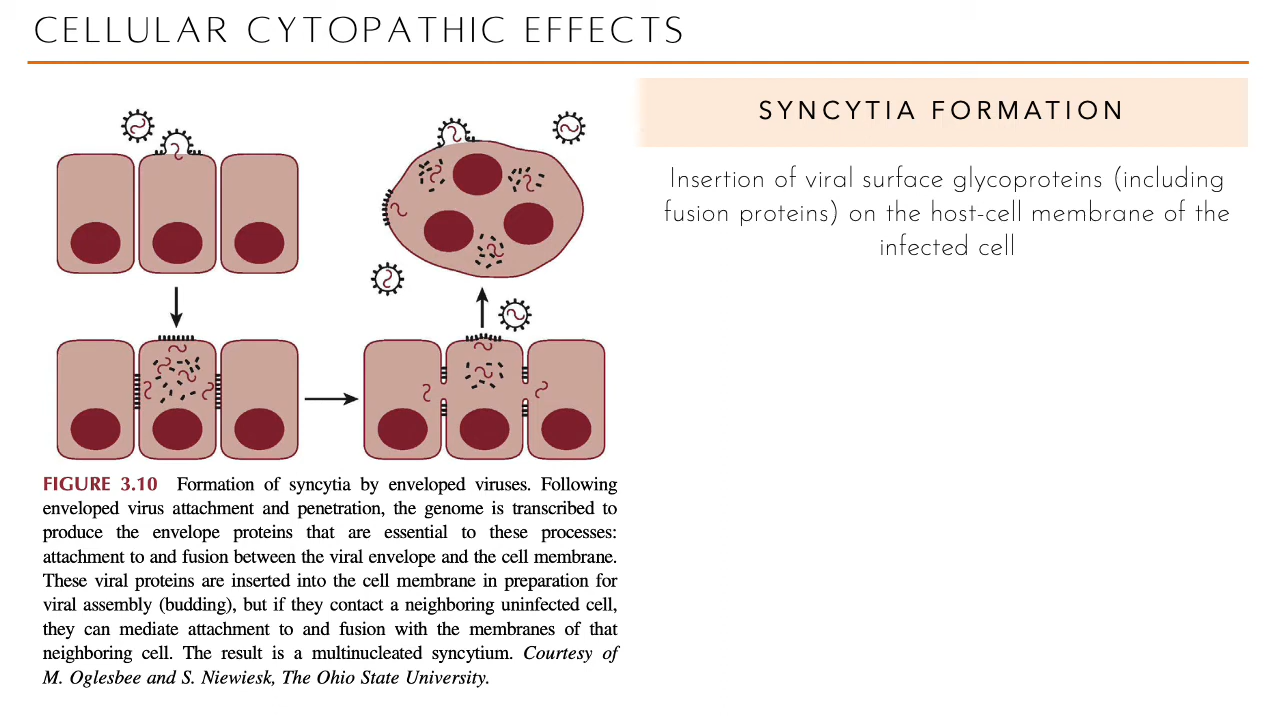 CELLULAR CYTOPATHIC EFFECTS
SYNCYTIA FORMATION
Insertion of viral surface glycoproteins (including
fusion proteins) on the host-cell membrane of the
infected cell
FIGURE 3.10 Formation of syncytia by enveloped viruses. Following
enveloped virus attachment and penetration, the genome is transcribed to
produce the envelope proteins that are essential to these processes:
attachment to and fusion between the viral envelope and the cell membrane.
These viral proteins are inserted into the cell membrane in preparation for
viral assembly (budding), but if they contact a neighboring uninfected cell,
they can mediate attachment to and fusion with the membranes of that
neighboring cell. The result is a multinucleated syncytium. Courtesy of
M. Oglesbee and S. Niewiesk, The Ohio State University.